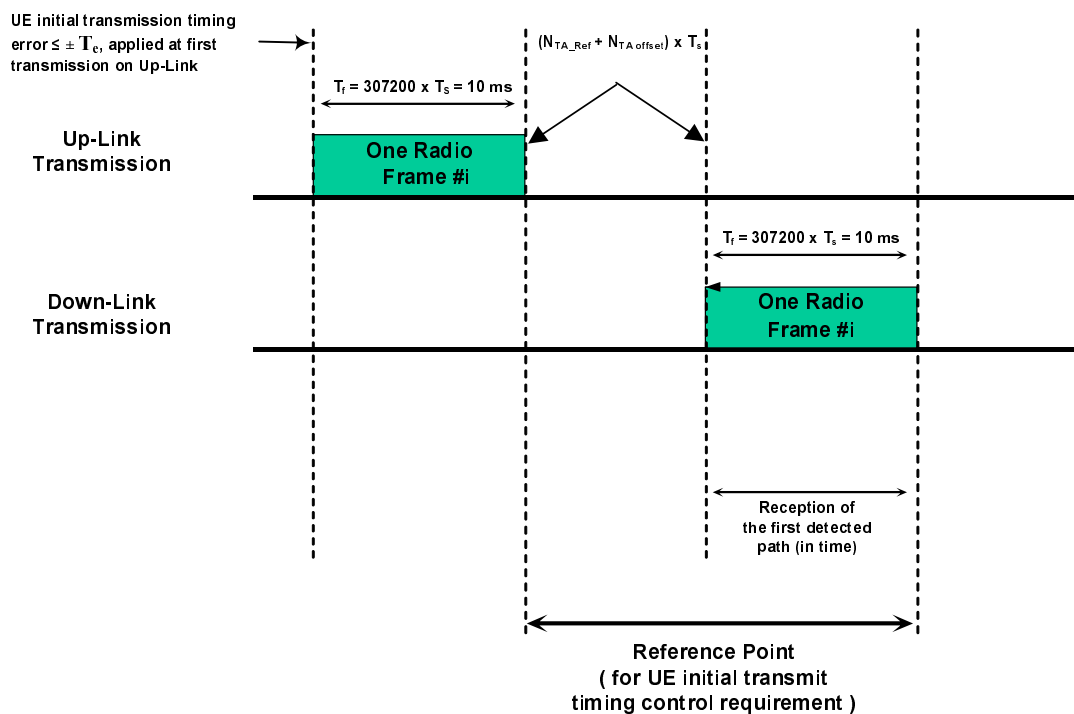 UE initial transmission timing
error ≤ ± Te, applied at first
transmission on Up-Link
(NTA_Ref + NTA offset) x Ts
Tf = 307200 x TS = 10 ms
Up-Link
Transmission
One Radio
Frame #i
Tf = 307200 x Ts = 10 ms
Down-Link
Transmission
One Radio
Frame #i
Reception of
the first detected
path (in time)
Reference Point
( for UE initial transmit
timing control requirement )